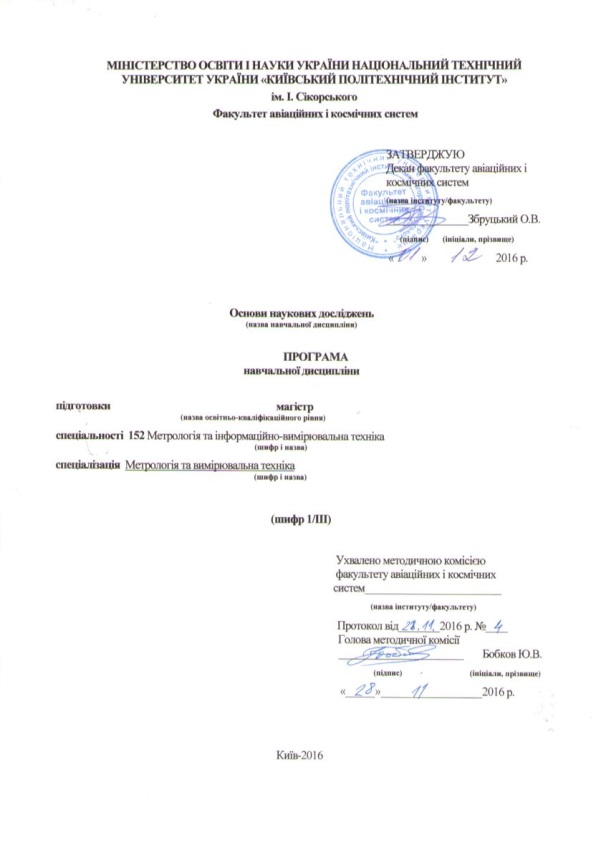 МІНІСТЕРСТВО ОСВІТИ І НАУКИ УКРАЇНИ НАЦІОНАЛЬНИЙ ТЕХНІЧНИЙ
УНІВЕРСИТЕТ УКРАЇНИ «КИЇВСЬКИЙ ПОЛІТЕХНІЧНИЙ ІНСТИТУТ»
ім. І. Сікорського
Факультет авіаційних і космічних систем
ЗАТВЕРДЖУЮ
Декан факультету авіаційних і
космічних систем
(назва інституту/факультету)
Збруцький О.В.
(підпис) (ініціали, прізвище)
«01» 12 2016 р.
Факультет
авіаційних
і космічних
систем
Основи наукових досліджень
(назва навчальної дисципліни)
ПРОГРАМА
навчальної дисципліни
підготовки магістр
(назва освітньо-кваліфікаційного рівня)
спеціальності 152 Метрологія та інформаційно-вимірювальна техніка
(шифр і назва)
спеціалізація Метрологія та вимірювальна техніка
(шифр і назва)
(шифр 1/ІІІ)
Ухвалено методичною комісією
факультету авіаційних і космічних
систем
(назва інституту/факультету)
Протокол від 28.11. 2016 р. № 4
Голова методичної комісії
Бобков Ю.В.
(підпис) (ініціали, прізвище)
«28» 11 2016 р.
Київ-2016